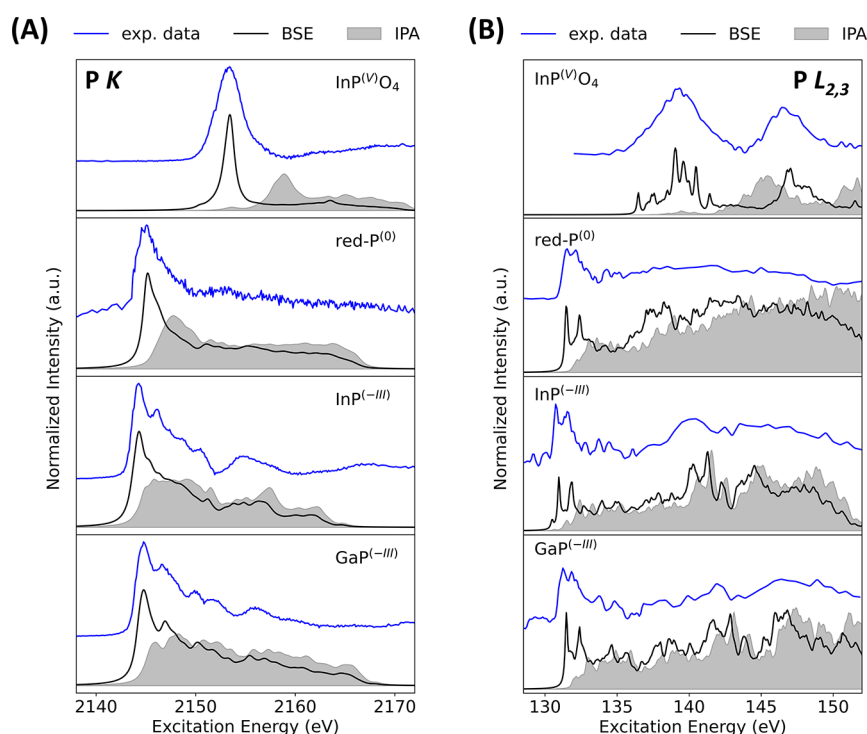 (A) exp. data BSE IPA
P K
InP(V)O4
red-P(0)
InP(−III)
GaP(−III)
Normalized Intensity (a.u.)
2140 2150 2160 2170
Excitation Energy (eV)
(B) exp. data BSE IPA
P L2,3
InP(V)O4
red-P(0)
InP(−III)
GaP(−III)
Normalized Intensity (a.u.)
130 135 140 145 150
Excitation Energy (eV)